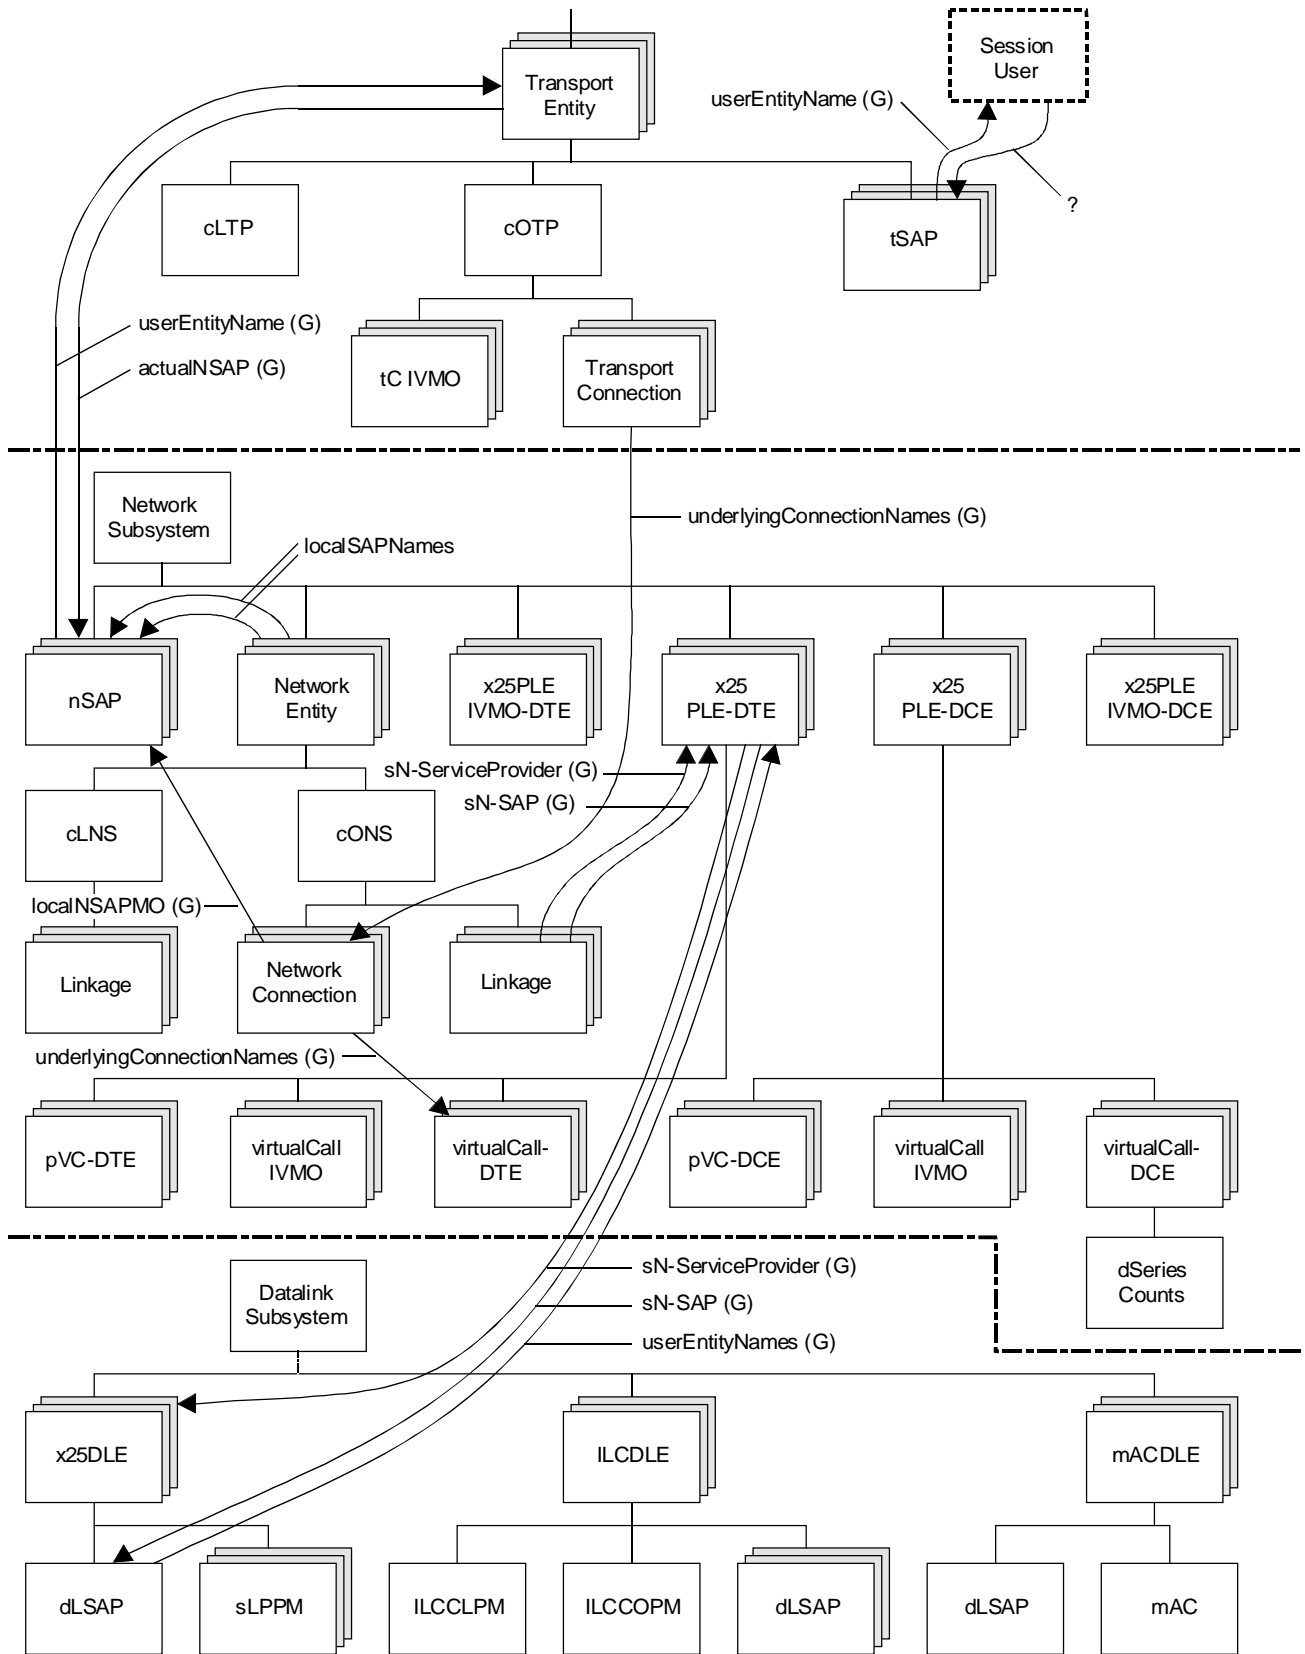 Session
User
Transport
Entity
userEntityName (G)
cLTP
cOTP
?
tSAP
userEntityName (G)
actualNSAP (G)
tC IVMO
Transport
Connection
Network
Subsystem
underlyingConnectionNames (G)
localSAPNames
nSAP
Network
Entity
x25PLE
IVMO-DTE
x25
PLE-DTE
x25
PLE-DCE
x25PLE
IVMO-DCE
sN-ServiceProvider (G)
sN-SAP (G)
cLNS
cONS
localNSAPMO (G)
Linkage
Network
Connection
Linkage
underlyingConnectionNames (G)
pVC-DTE
virtualCall
IVMO
virtualCall-
DTE
pVC-DCE
virtualCall
IVMO
virtualCall-
DCE
sN-ServiceProvider (G)
sN-SAP (G)
userEntityNames (G)
dSeries
Counts
Datalink
Subsystem
x25DLE
lLCDLE
mACDLE
dLSAP
sLPPM
lLCCLPM
lLCCOPM
dLSAP
dLSAP
mAC